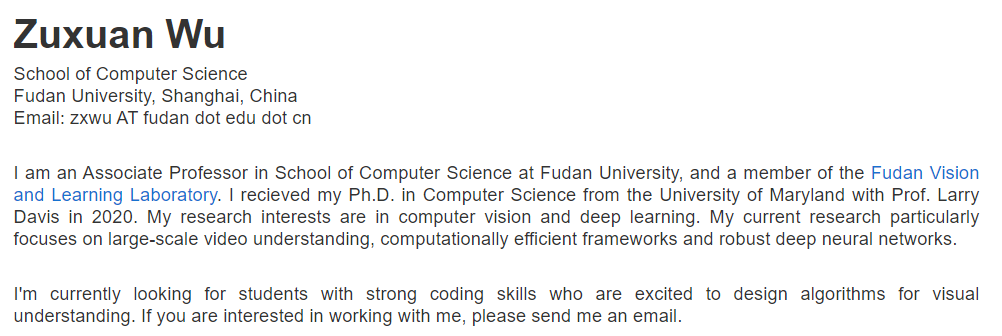 Zuxuan Wu
School of Computer Science
Fudan University, Shanghai, China
Email: zxwu AT fudan dot edu dot cn
I am an Associate Professor in School of Computer Science at Fudan University, and a member of the Fudan Vision
and Learning Laboratory. I recieved my Ph.D. in Computer Science from the University of Maryland with Prof. Larry
Davis in 2020. My research interests are in computer vision and deep learning. My current research particularly
focuses on large-scale video understanding, computationally efficient frameworks and robust deep neural networks.
I'm currently looking for students with strong coding skills who are excited to design algorithms for visual
understanding. If you are interested in working with me, please send me an email.